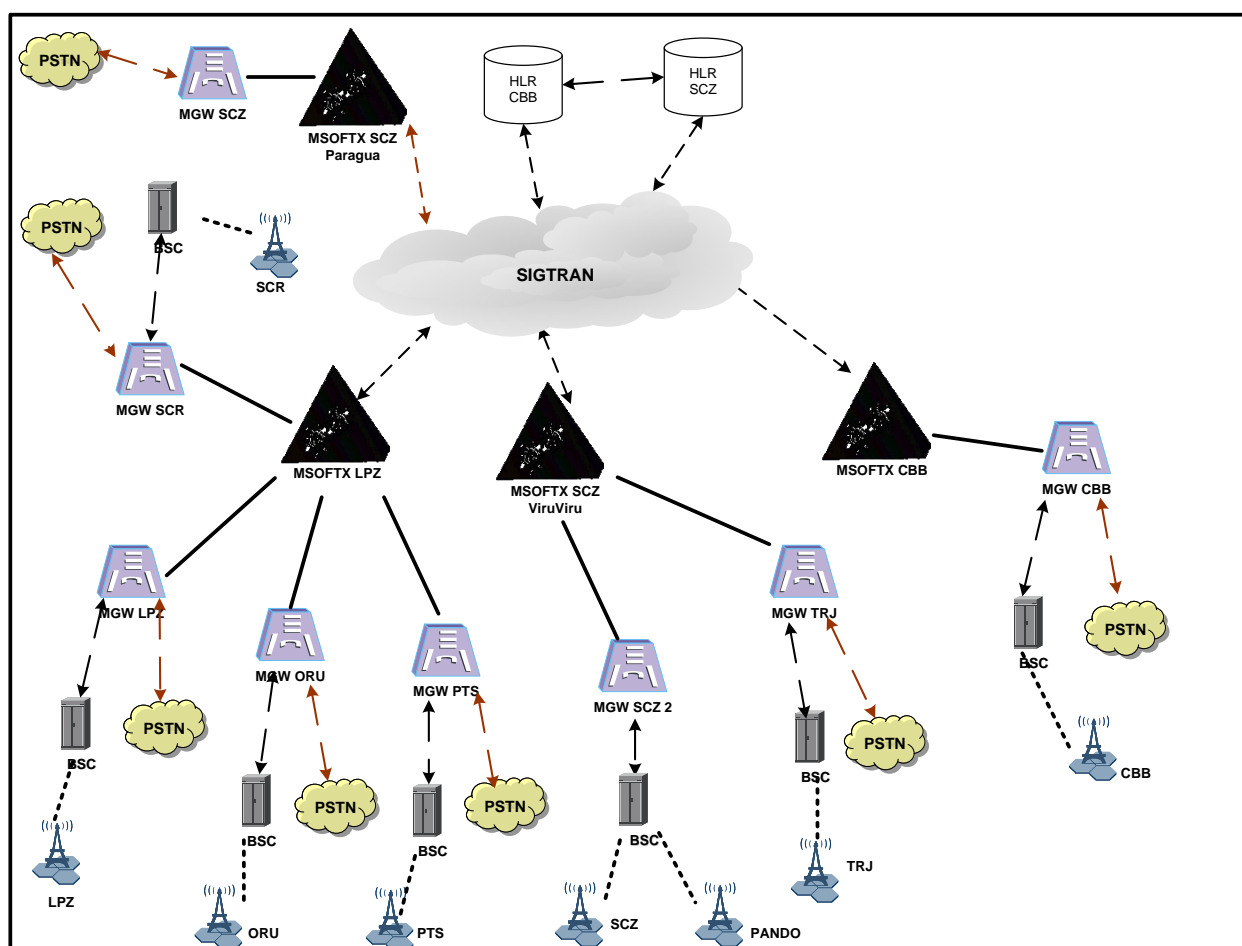 PSTN
MGW SCZ
MSOFTX SCZ
Paragua
HLR
CBB
HLR
SCZ
PSTN
BSC
SCR
SIGTRAN
MGW SCR
MSOFTX LPZ
MSOFTX SCZ
ViruViru
MSOFTX CBB
MGW CBB
MGW LPZ
MGW ORU
MGW PTS
MGW SCZ 2
MGW TRJ
PSTN
BSC
PSTN
BSC
PSTN
BSC
PSTN
BSC
PSTN
BSC
BSC
PSTN
CBB
LPZ
ORU
PTS
SCZ
PANDO
TRJ